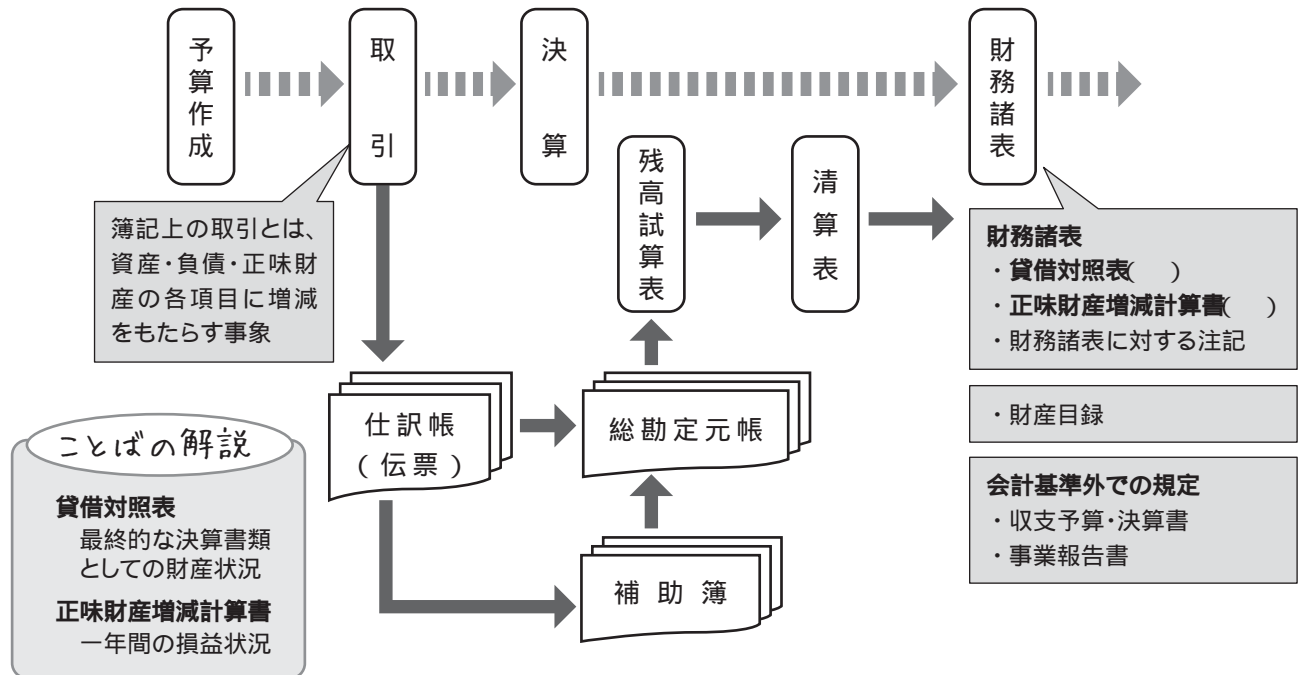 予算作成
取引
決算
財務諸表
残高試算表
清算表
簿記上の取引とは、
資産・負債・正味財
産の各項目に増減
をもたらす事象
財務諸表
・貸借対照表(　)
・正味財産増減計算書(　)
・財務諸表に対する注記
・財産目録
会計基準外での規定
・収支予算・決算書
・事業報告書
仕訳帳
(伝票)
総勘定元帳
補助簿
ことばの解説
貸借対照表
最終的な決算書類
としての財産状況
正味財産増減計算書
一年間の損益状況